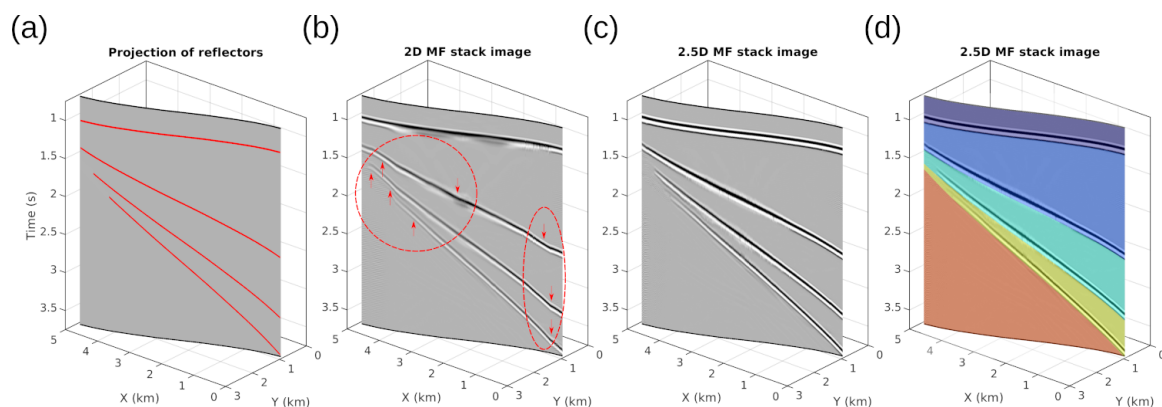 (a) (b) (c) (d)
Projection of reflectors 2D MF stack image 2.5D MF stack image 2.5D MF stack image
1 1 1 1
1.5 1.5 1.5 1.5
2 2 2 2
Time (s)
2.5 2.5 2.5 2.5
3 3 3 3
3.5 3.5 3.5 3.5
5 0 5 0 5 0 5 0
4 1 4 1 4 1 4 1
3 2 3 2 3 2 3 2
2 2 2 2
1 1 1 1
0 3 0 3 0 3 0 3
X (km) Y (km) X (km) Y (km) X (km) Y (km) X (km) Y (km)